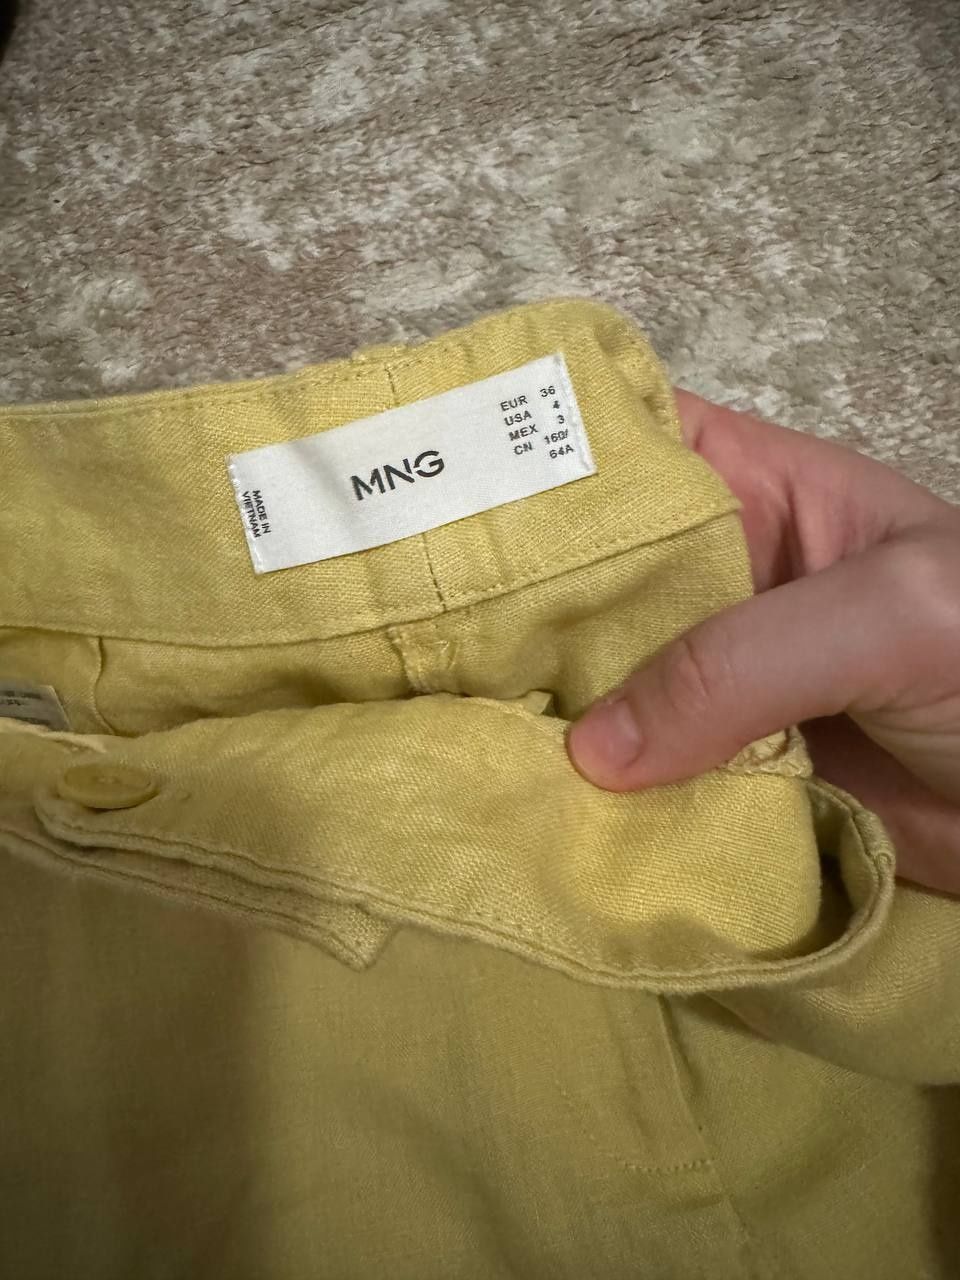 MADE IN
VIETNAM
MNG
EUR 36
USA 4
MEX 3
CN 160/
64A